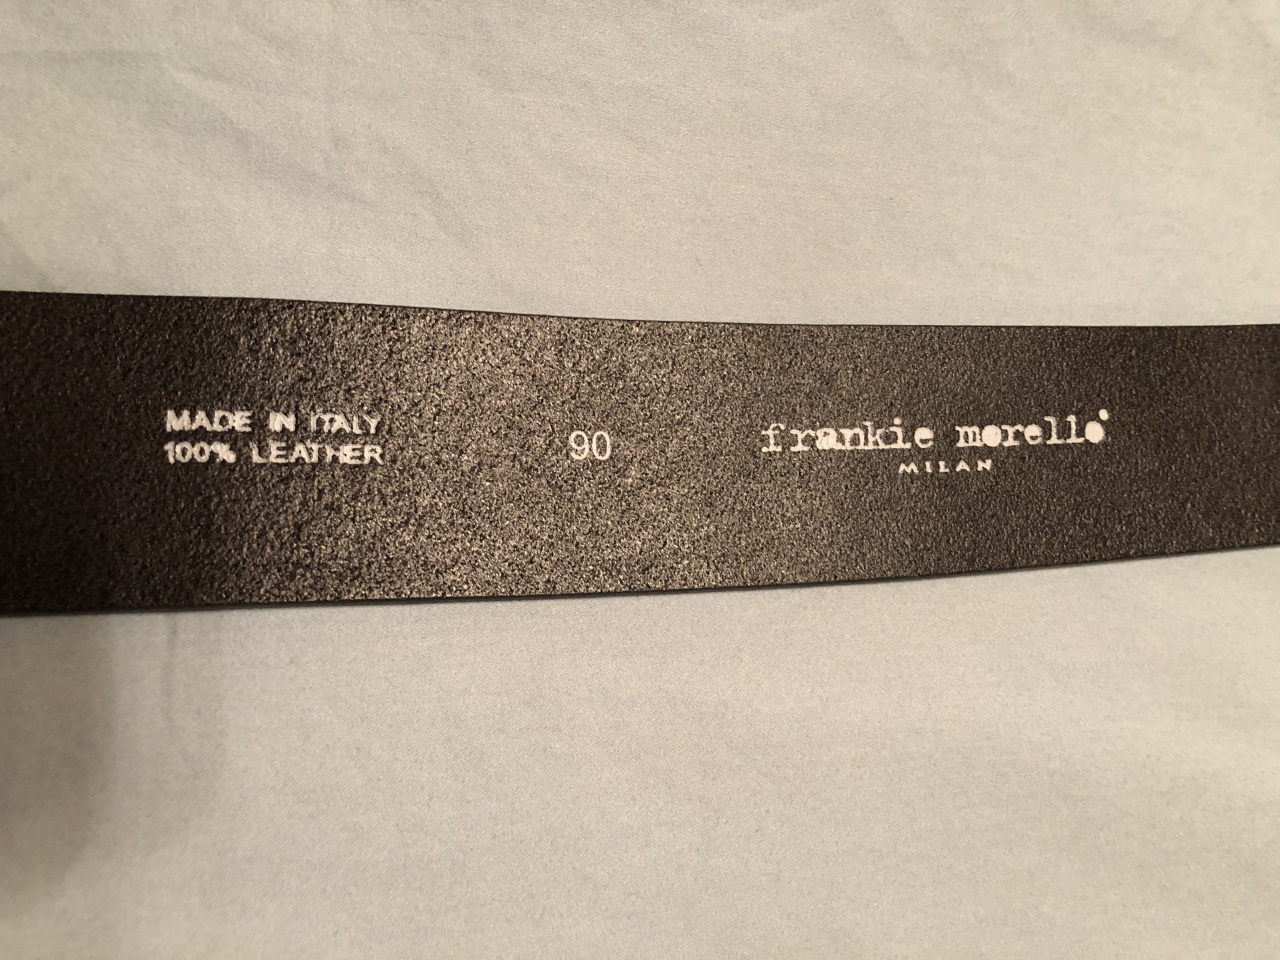 MADE IN ITALY
100% LEATHER
90
frankie morello
MILAN